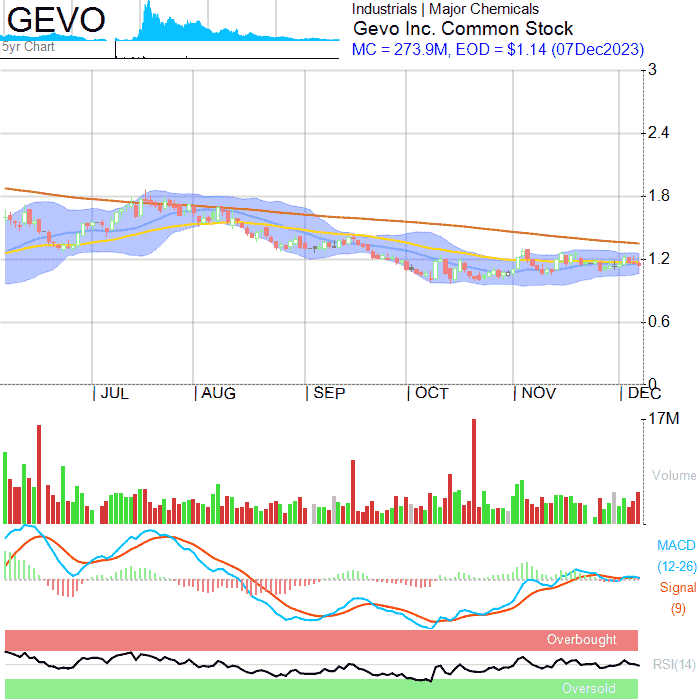 GEVO
5yr Chart
Industrials | Major Chemicals
Gevo Inc. Common Stock
MC = 273.9M, EOD = $1.14 (07Dec2023)
3
2.4
1.8
1.2
0.6
0
| JUL
| AUG
| SEP
| OCT
| NOV
| DEC
17M
Volume
MACD
(12-26)
Signal
(9)
Overbought
RSI(14)
Oversold